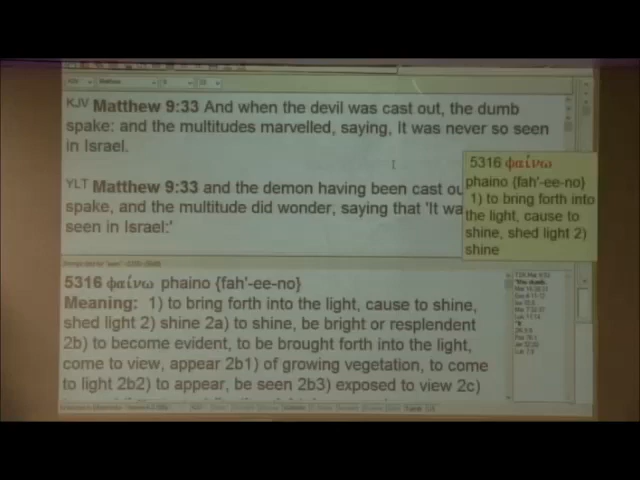 KJV Matthew 9:33 And when the devil was cast out, the dumb
spake: and the multitudes marvelled, saying, It was never so seen
in Israel.
YLT Matthew 9:33 and the demon having been cast ou
spake, and the multitude did wonder, saying that 'It wa
seen in Israel:'
5316 φαίνω
phaino {fah'-ee-no}
1) to bring forth into
the light, cause to
shine, shed light 2)
shine
5316 φαίνω phaino {fah'-ee-no}
Meaning: 1) to bring forth into the light, cause to shine,
shed light 2) shine 2a) to shine, be bright or resplendent
2b) to become evident, to be brought forth into the light,
come to view, appear 2b1) of growing vegetation, to come
to light 2b2) to appear, be seen 2b3) exposed to view 2c)